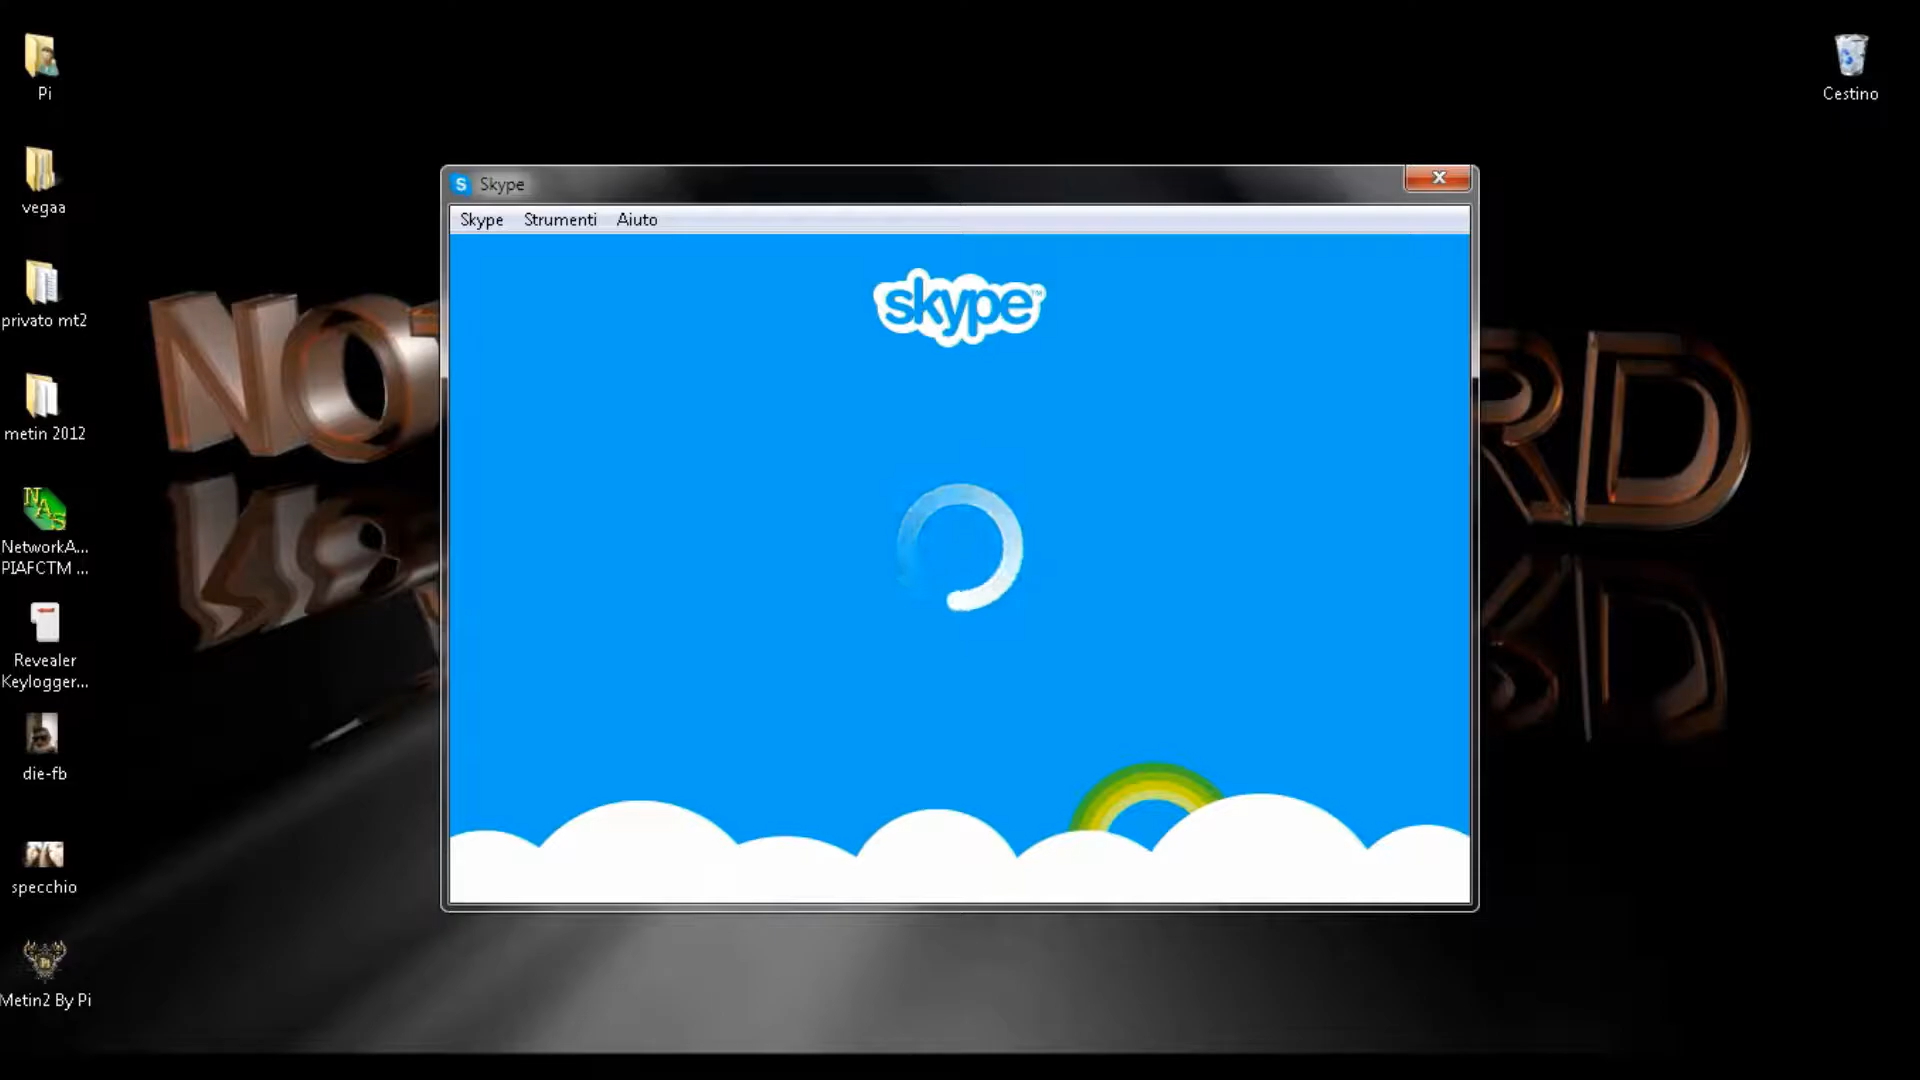 Pi
vegaa
privato mt2
metin 2012
NetworkA...
PIAFCTM ...
Revealer
Keylogger...
die-fb
specchio
Metin2 By Pi
Cestino
Skype
Skype Strumenti Aiuto
skype™